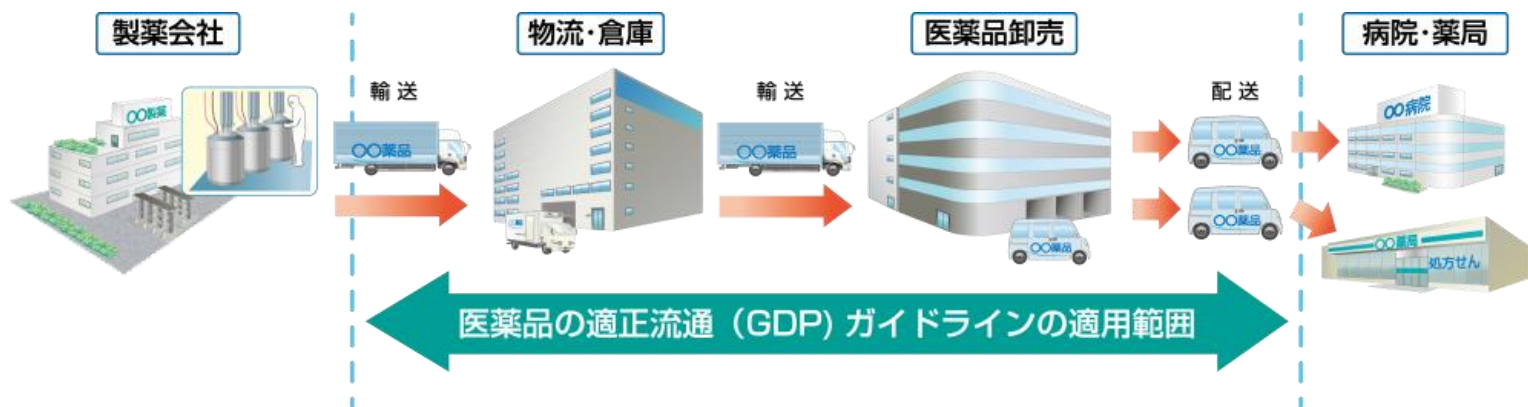 製薬会社
物流・倉庫
医薬品卸売
病院・薬局
輸送
輸送
配送
〇〇製薬
〇〇薬品
〇〇薬品
〇〇薬品
〇〇薬品
〇〇薬品
〇〇病院
〇〇薬局
処方せん
医薬品の適正流通（GDP) ガイドラインの適用範囲